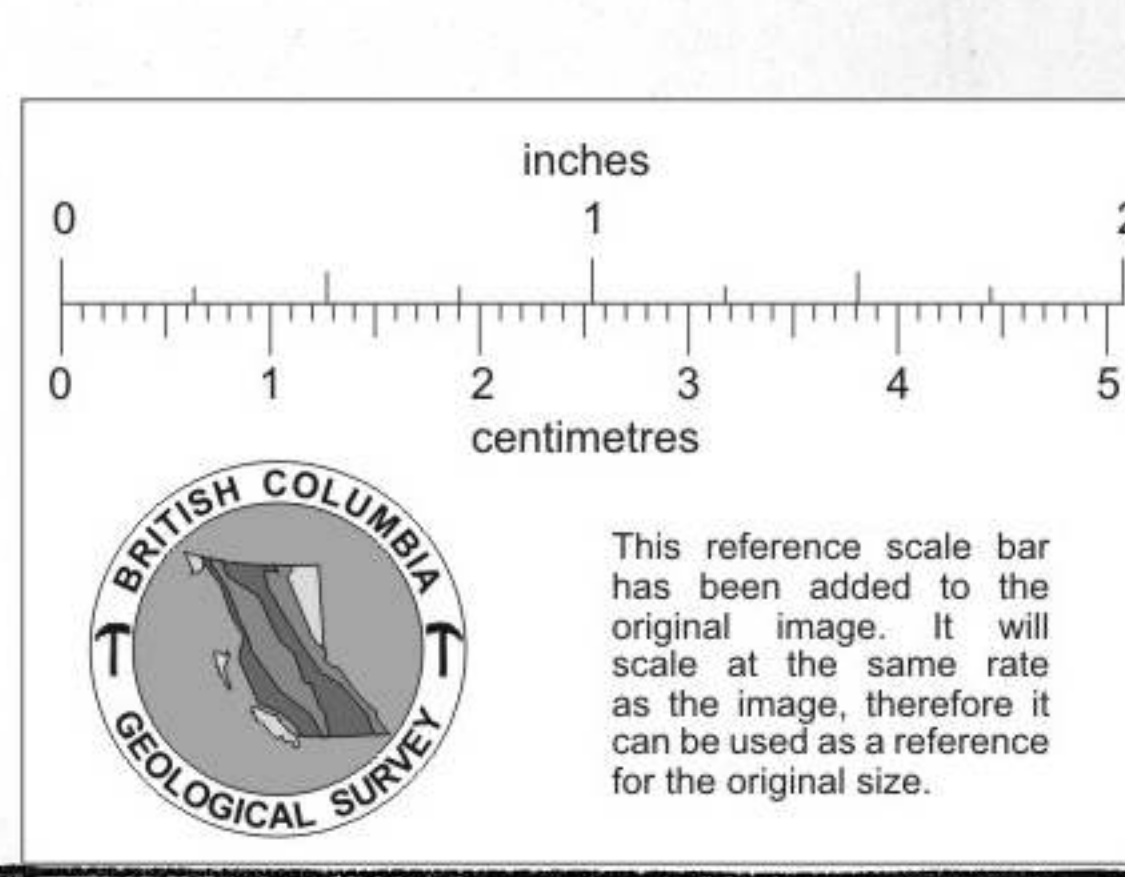 inches
0 1 2
0 1 2 3 4 5
centimetres
BRITISH COLUMBIA
GEOLOGICAL SURVEY
This reference scale bar
has been added to the
original image. It will
scale at the same rate
as the image, therefore it
can be used as a reference
for the original size.